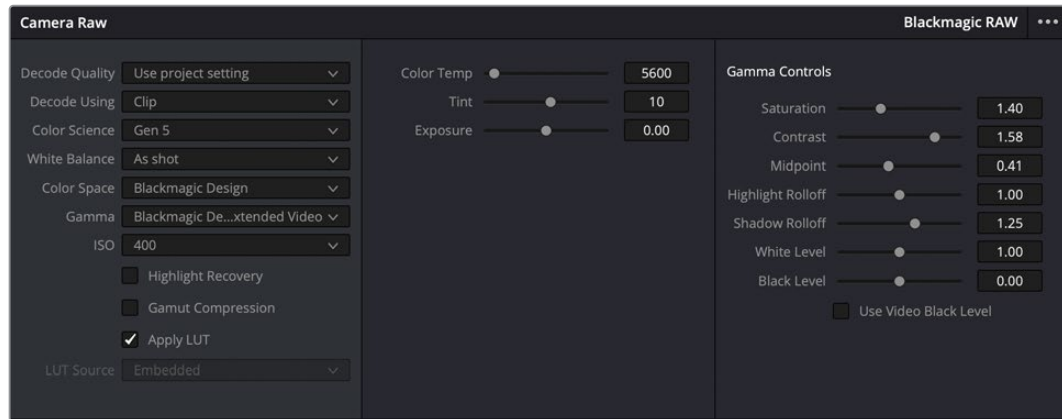 Camera Raw
Blackmagic RAW
Decode Quality Use project setting
Decode Using Clip
Color Science Gen 5
White Balance As shot
Color Space Blackmagic Design
Gamma Blackmagic De...xtended Video
ISO 400
Highlight Recovery
Gamut Compression
Apply LUT
LUT Source Embedded
Color Temp 5600
Tint 10
Exposure 0.00
Gamma Controls
Saturation 1.40
Contrast 1.58
Midpoint 0.41
Highlight Rolloff 1.00
Shadow Rolloff 1.25
White Level 1.00
Black Level 0.00
Use Video Black Level